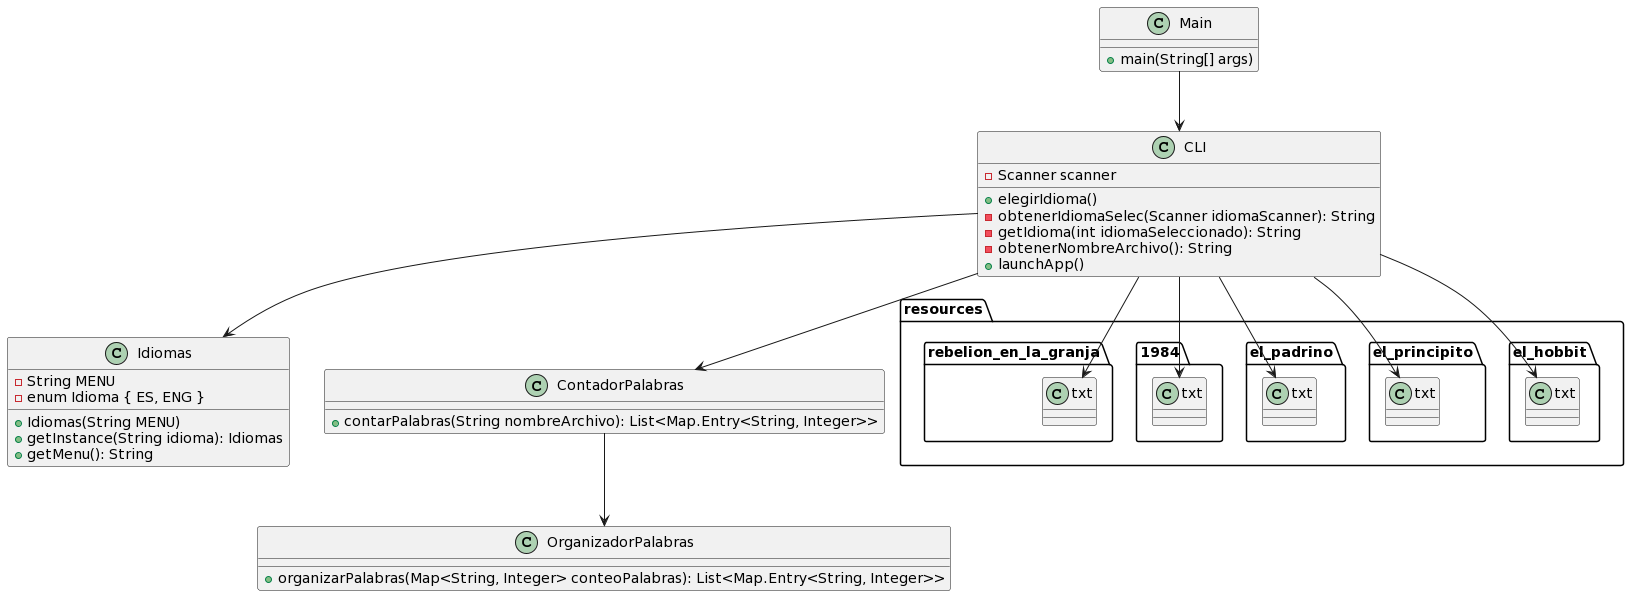 C Main
main(String[] args)
C CLI
Scanner scanner
elegirIdioma()
obtenerIdiomaSelec(Scanner idiomaScanner): String
getIdioma(int idiomaSeleccionado): String
obtenerNombreArchivo(): String
launchApp()
C Idiomas
String MENU
enum Idioma { ES, ENG }
Idiomas(String MENU)
getInstance(String idioma): Idiomas
getMenu(): String
C ContadorPalabras
contarPalabras(String nombreArchivo): List<Map.Entry<String, Integer>>
resources
rebelion_en_la_granja
C txt
1984
C txt
el_padrino
C txt
el_principito
C txt
el_hobbit
C txt
C OrganizadorPalabras
organizarPalabras(Map<String, Integer> conteoPalabras): List<Map.Entry<String, Integer>>